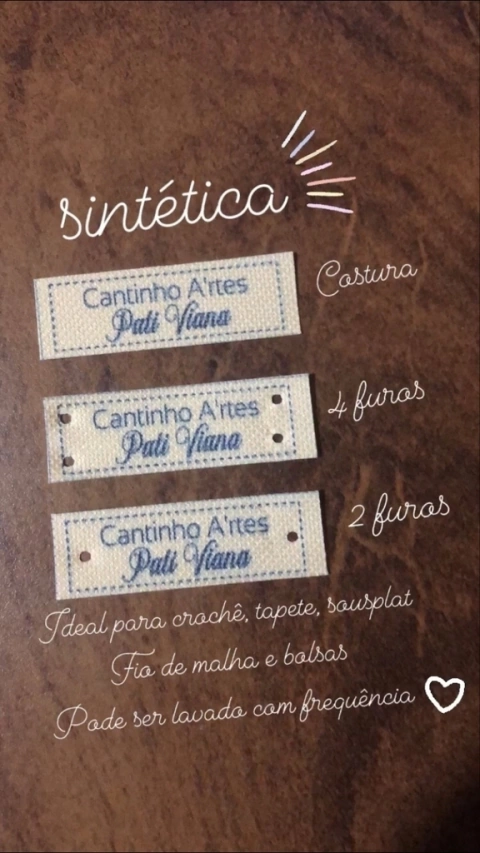 sintética
Cantinho A'rtes
Pati Viana
Costura
Cantinho A'rtes
Pati Viana
4 furos
Cantinho A'rtes
Pati Viana
2 furos
Ideal para crochê, tapete, sousplat
Fio de malha e bolsas
Pode ser lavado com frequência